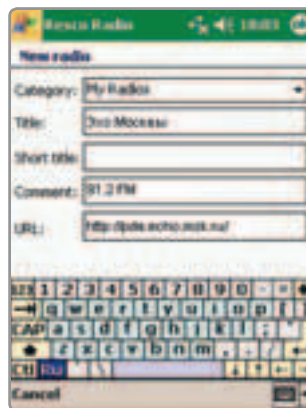 Resco Radio 18:03
New radio
Category: My Radios
Title: Эхо Москвы
Short title:
Comment: 91.2 FM
URL: http://pda.echo.msk.ru/
123 1 2 3 4 5 6 7 8 9 0 - =
q w e r t y u i o p [ ]
CAP a s d f g h j k l ; '
z x c v b n m , . /
Ctl Ru ` \
Cancel